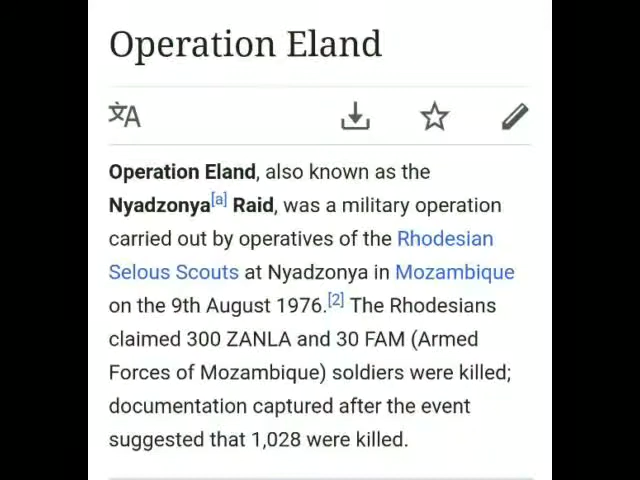 Operation Eland
Operation Eland, also known as the
Nyadzonya[a] Raid, was a military operation
carried out by operatives of the Rhodesian
Selous Scouts at Nyadzonya in Mozambique
on the 9th August 1976.[2] The Rhodesians
claimed 300 ZANLA and 30 FAM (Armed
Forces of Mozambique) soldiers were killed;
documentation captured after the event
suggested that 1,028 were killed.